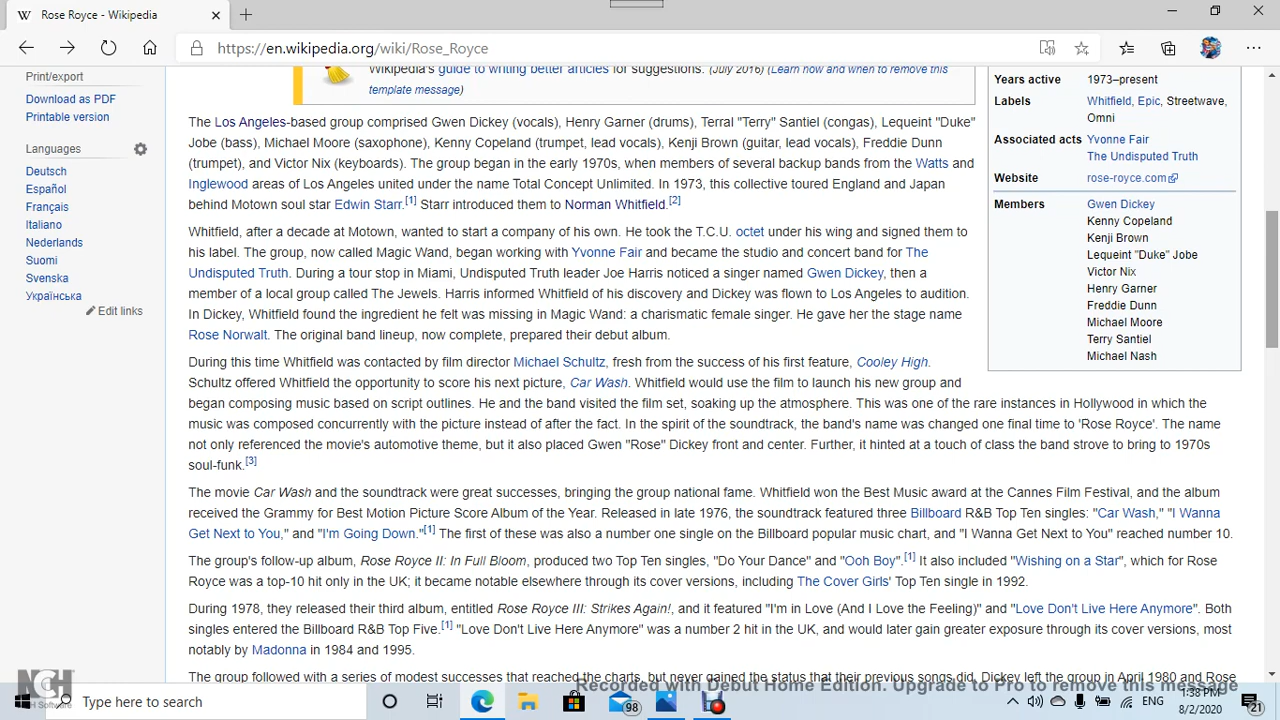 Rose Royce - Wikipedia
https://en.wikipedia.org/wiki/Rose_Royce
Print/export
Download as PDF
Printable version
Languages
Deutsch
Español
Français
Italiano
Nederlands
Suomi
Svenska
Українська
Edit links
Wikipedia's guide to writing better articles for suggestions. (July 2016) (Learn how and when to remove this
template message)
The Los Angeles-based group comprised Gwen Dickey (vocals), Henry Garner (drums), Terral "Terry" Santiel (congas), Lequeint "Duke"
Jobe (bass), Michael Moore (saxophone), Kenny Copeland (trumpet, lead vocals), Kenji Brown (guitar, lead vocals), Freddie Dunn
(trumpet), and Victor Nix (keyboards). The group began in the early 1970s, when members of several backup bands from the Watts and
Inglewood areas of Los Angeles united under the name Total Concept Unlimited. In 1973, this collective toured England and Japan
behind Motown soul star Edwin Starr.[1] Starr introduced them to Norman Whitfield.[2]
Whitfield, after a decade at Motown, wanted to start a company of his own. He took the T.C.U. octet under his wing and signed them to
his label. The group, now called Magic Wand, began working with Yvonne Fair and became the studio and concert band for The
Undisputed Truth. During a tour stop in Miami, Undisputed Truth leader Joe Harris noticed a singer named Gwen Dickey, then a
member of a local group called The Jewels. Harris informed Whitfield of his discovery and Dickey was flown to Los Angeles to audition.
In Dickey, Whitfield found the ingredient he felt was missing in Magic Wand: a charismatic female singer. He gave her the stage name
Rose Norwalt. The original band lineup, now complete, prepared their debut album.
During this time Whitfield was contacted by film director Michael Schultz, fresh from the success of his first feature, Cooley High.
Schultz offered Whitfield the opportunity to score his next picture, Car Wash. Whitfield would use the film to launch his new group and
began composing music based on script outlines. He and the band visited the film set, soaking up the atmosphere. This was one of the rare instances in Hollywood in which the
music was composed concurrently with the picture instead of after the fact. In the spirit of the soundtrack, the band's name was changed one final time to 'Rose Royce'. The name
not only referenced the movie's automotive theme, but it also placed Gwen "Rose" Dickey front and center. Further, it hinted at a touch of class the band strove to bring to 1970s
soul-funk.[3]
The movie Car Wash and the soundtrack were great successes, bringing the group national fame. Whitfield won the Best Music award at the Cannes Film Festival, and the album
received the Grammy for Best Motion Picture Score Album of the Year. Released in late 1976, the soundtrack featured three Billboard R&B Top Ten singles: "Car Wash," "I Wanna
Get Next to You," and "I'm Going Down."[1] The first of these was also a number one single on the Billboard popular music chart, and "I Wanna Get Next to You" reached number 10.
The group's follow-up album, Rose Royce II: In Full Bloom, produced two Top Ten singles, "Do Your Dance" and "Ooh Boy".[1] It also included "Wishing on a Star", which for Rose
Royce was a top-10 hit only in the UK; it became notable elsewhere through its cover versions, including The Cover Girls' Top Ten single in 1992.
During 1978, they released their third album, entitled Rose Royce III: Strikes Again!, and it featured "I'm in Love (And I Love the Feeling)" and "Love Don't Live Here Anymore". Both
singles entered the Billboard R&B Top Five.[1] "Love Don't Live Here Anymore" was a number 2 hit in the UK, and would later gain greater exposure through its cover versions, most
notably by Madonna in 1984 and 1995.
The group followed with a series of modest successes that reached the charts, but never gained the status that their previous songs did. Dickey left the group in April 1980 and Rose
Years active 1973–present
Labels Whitfield, Epic, Streetwave,
Omni
Associated acts Yvonne Fair
The Undisputed Truth
Website rose-royce.com
Members Gwen Dickey
Kenny Copeland
Kenji Brown
Lequeint "Duke" Jobe
Victor Nix
Henry Garner
Freddie Dunn
Michael Moore
Terry Santiel
Michael Nash
NCH
Software
Recorded with Debut Home Edition. Upgrade to Pro to remove this message
Type here to search
98
ENG
1:38 PM
8/2/2020
21